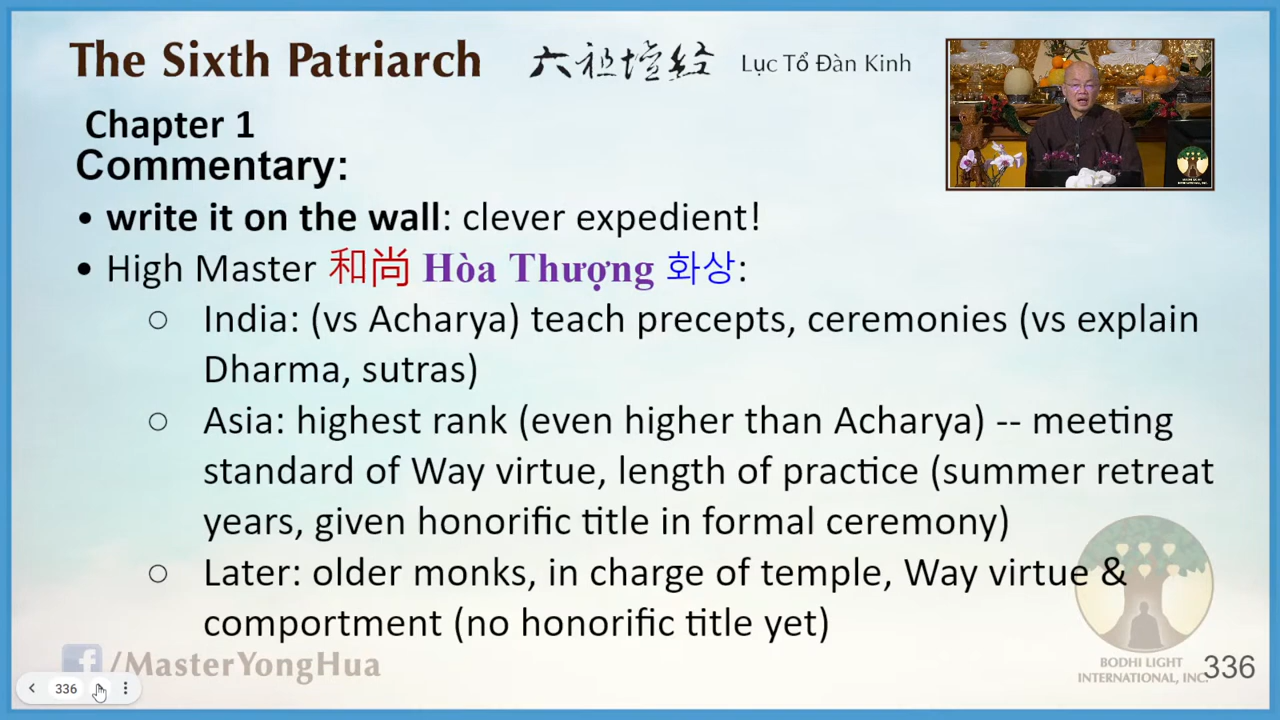 The Sixth Patriarch 六祖壇经 Lục Tổ Đàn Kinh
Chapter 1
Commentary:
• write it on the wall: clever expedient!
• High Master 和尚 Hòa Thượng 화상:
○ India: (vs Acharya) teach precepts, ceremonies (vs explain
Dharma, sutras)
○ Asia: highest rank (even higher than Acharya) -- meeting
standard of Way virtue, length of practice (summer retreat
years, given honorific title in formal ceremony)
○ Later: older monks, in charge of temple, Way virtue &
comportment (no honorific title yet)
/MasterYongHua
BODHI LIGHT
INTERNATIONAL, INC.
336
336